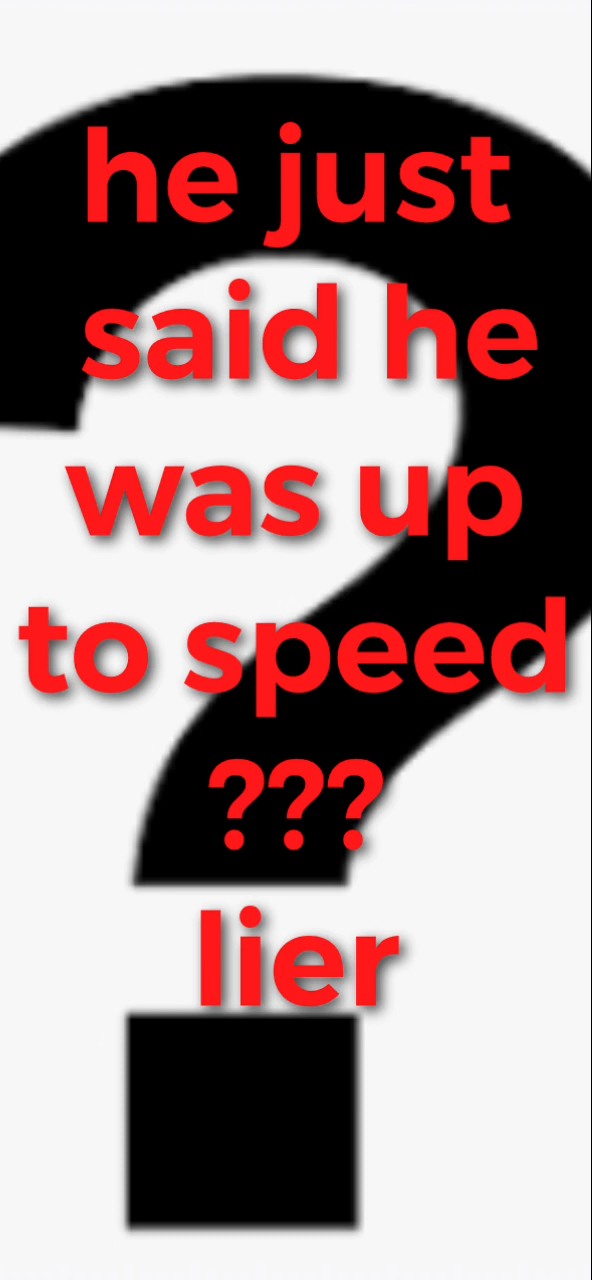 he just
said he
was up
to speed
???
lier